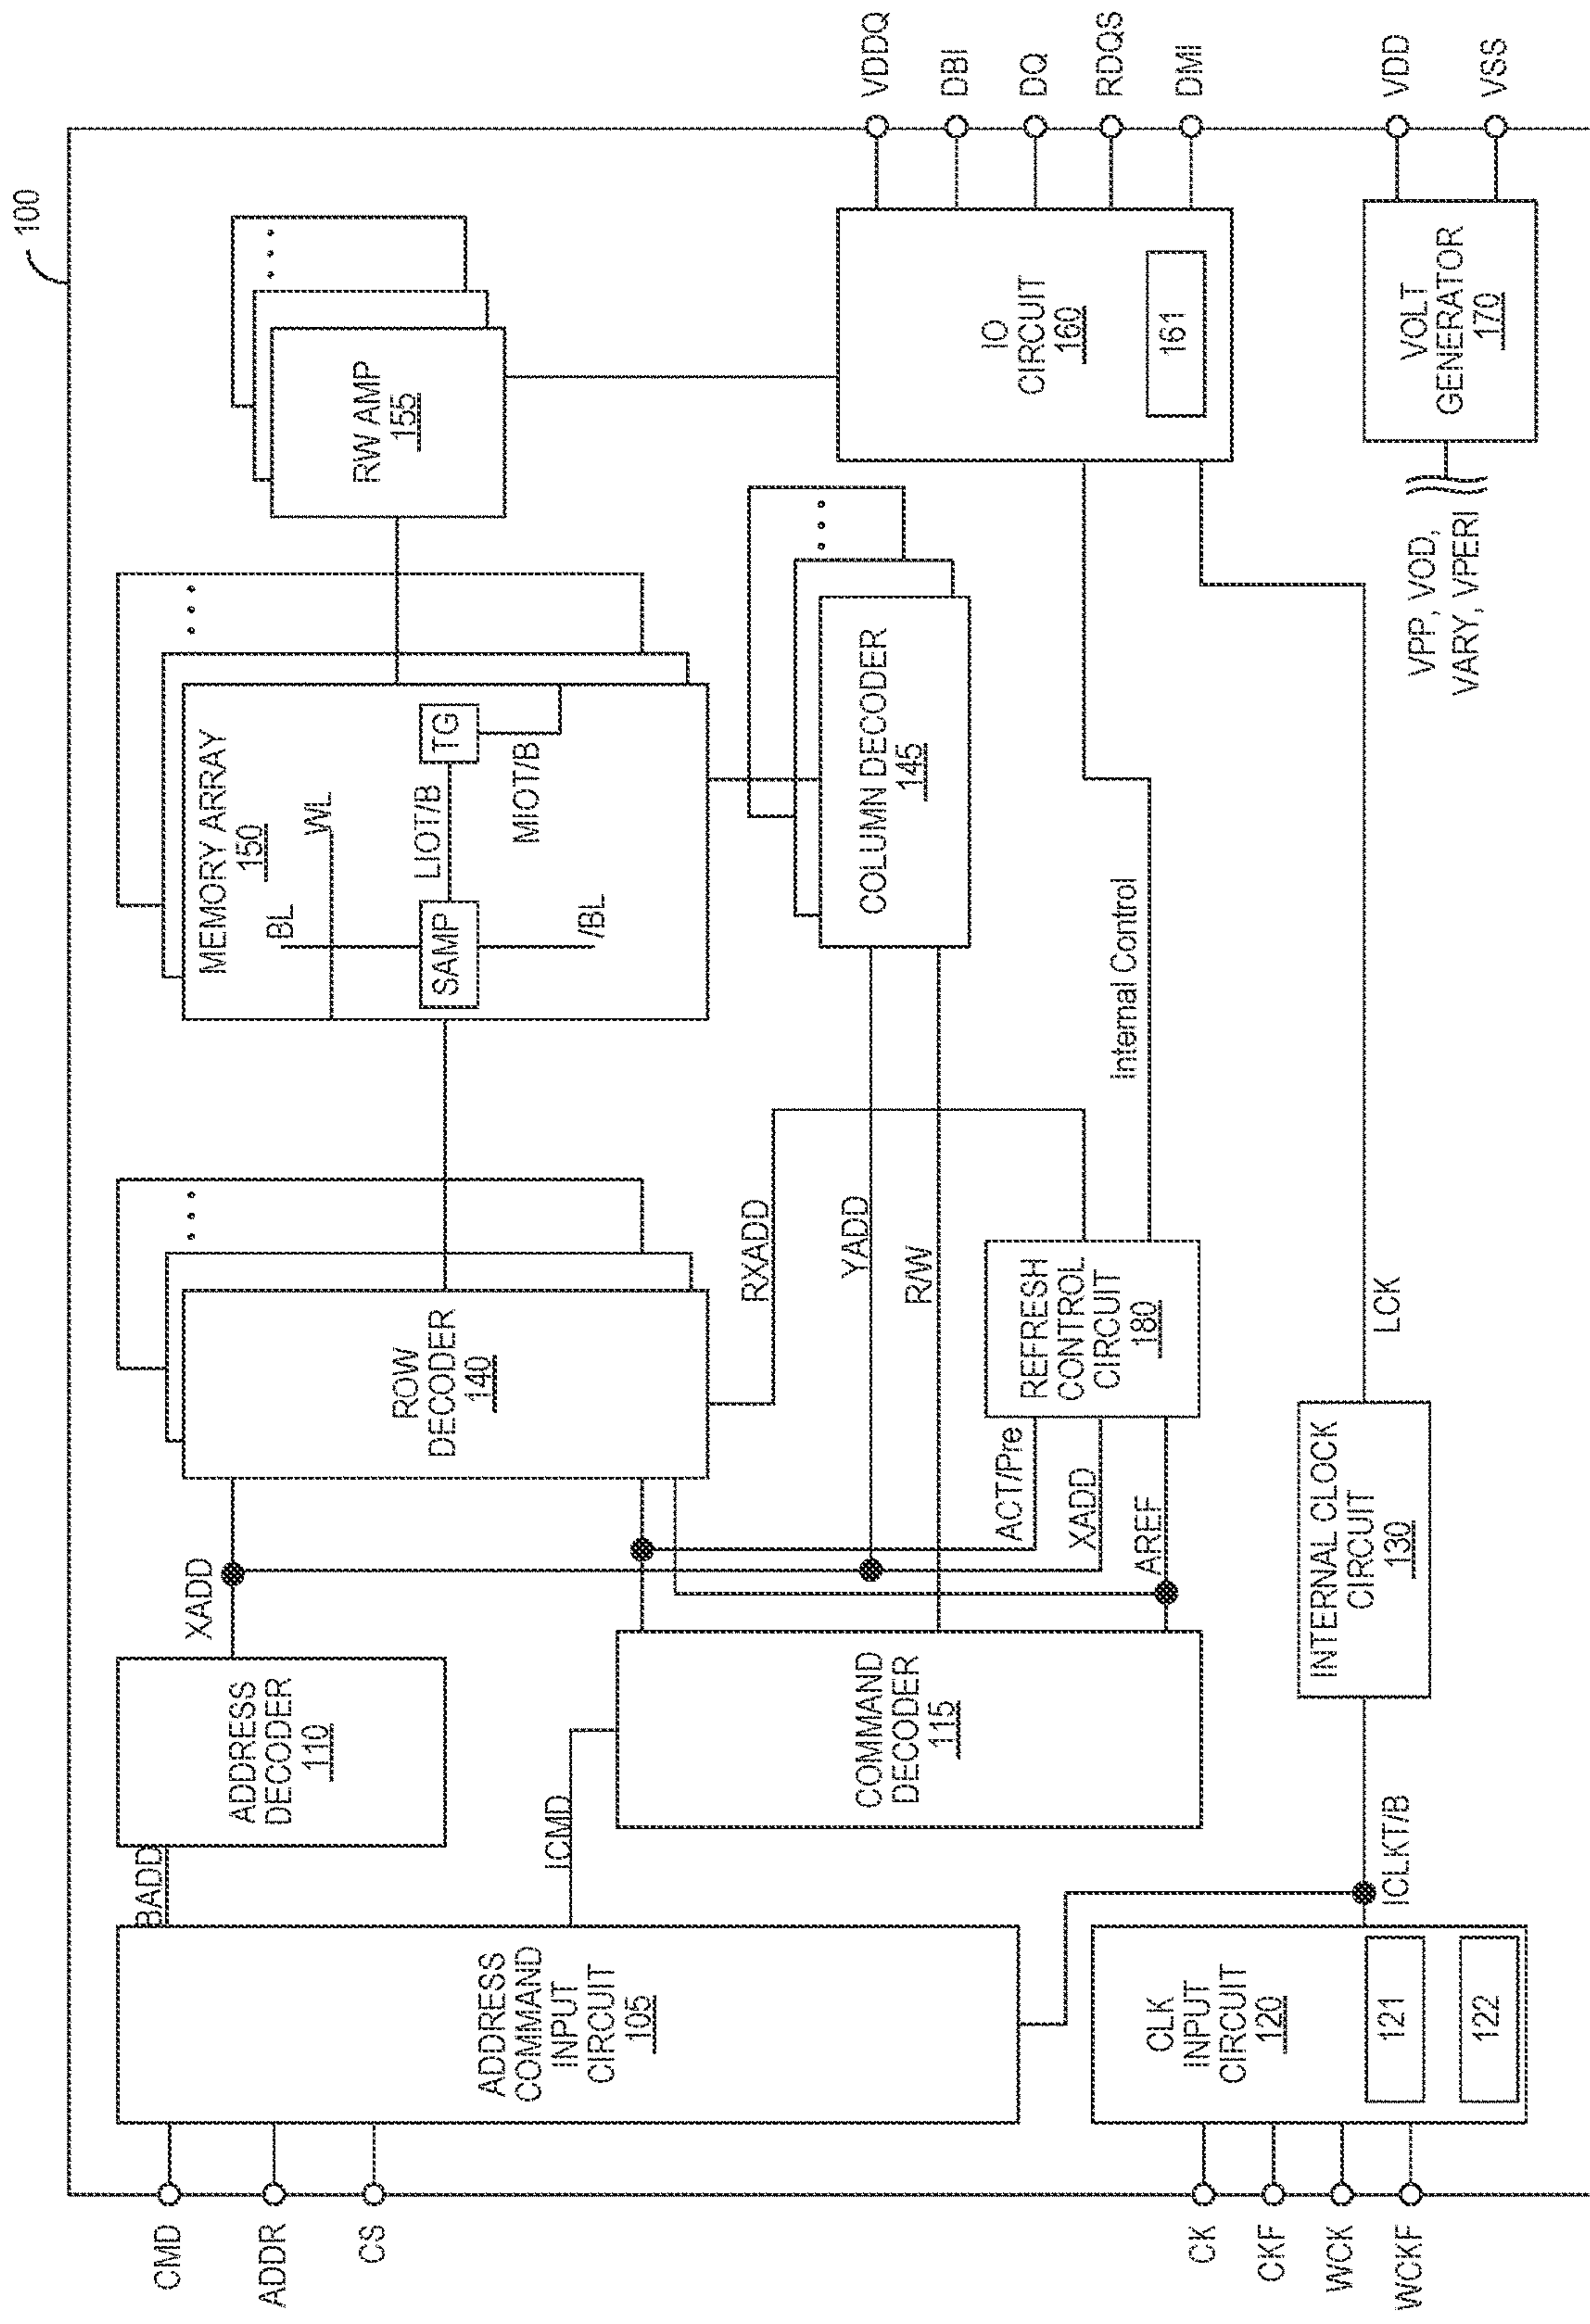 100
CMD
ADDR
CS
CK
CKF
WCK
WCKF
ADDRESS
COMMAND
INPUT
CIRCUIT
105
BADD
ICMD
ADDRESS
DECODER
110
XADD
COMMAND
DECODER
115
CLK
INPUT
CIRCUIT
120
121
122
ICLKT/B
INTERNAL CLOCK
CIRCUIT
130
LCK
ROW
DECODER
140
RXADD
YADD
R/W
ACT/Pre
XADD
AREF
REFRESH
CONTROL
CIRCUIT
180
Internal Control
MEMORY ARRAY
150
BL
WL
SAMP
/BL
LIOT/B
TG
MIOT/B
COLUMN DECODER
145
RW AMP
155
IO
CIRCUIT
160
161
VOLT
GENERATOR
170
VPP, VOD,
VARY, VPERI
VDDQ
DBI
DQ
RDQS
DMI
VDD
VSS